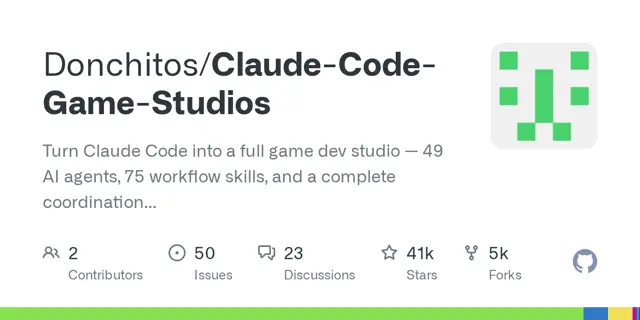 Donchitos/Claude-Code-
Game-Studios
Turn Claude Code into a full game dev studio — 49
AI agents, 75 workflow skills, and a complete
coordination...
2
Contributors
50
Issues
23
Discussions
41k
Stars
5k
Forks